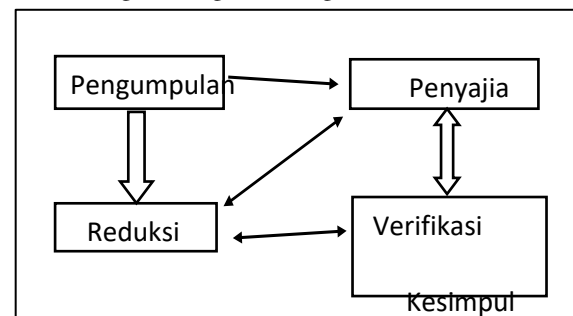 Pengumpulan
Penyajia
Reduksi
Verifikasi
Kesimpul